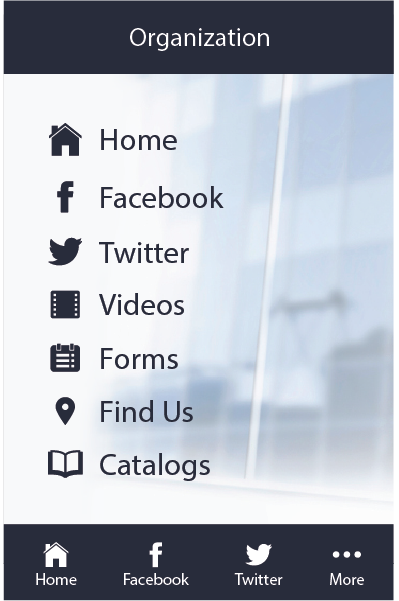 Organization
Home
Facebook
Twitter
Videos
Forms
Find Us
Catalogs
Home Facebook Twitter More